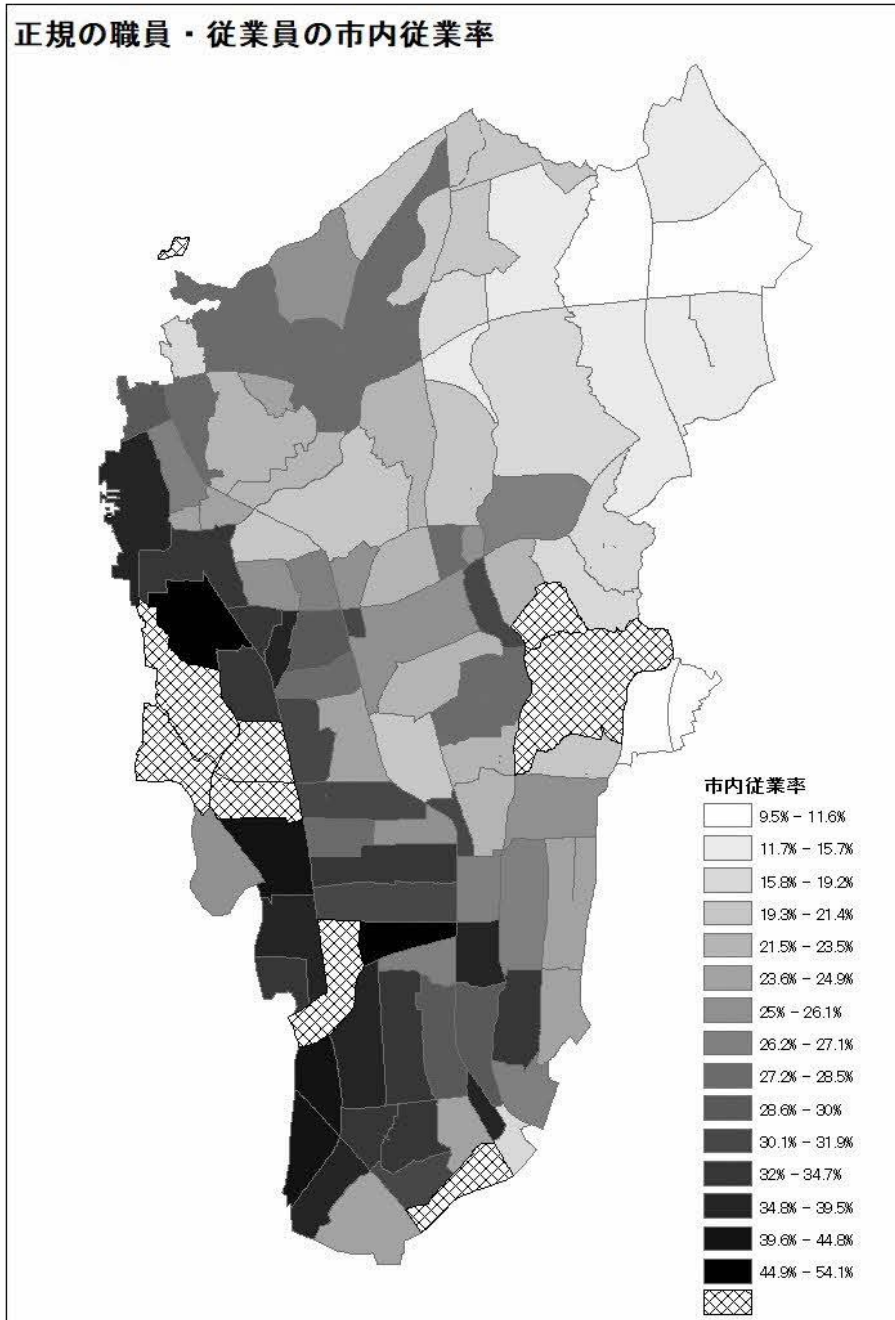 正規の職員・従業員の市内従業率
市内従業率
9.5% - 11.6%
11.7% - 15.7%
15.8% - 19.2%
19.3% - 21.4%
21.5% - 23.5%
23.6% - 24.9%
25% - 26.1%
26.2% - 27.1%
27.2% - 28.5%
28.6% - 30%
30.1% - 31.9%
32% - 34.7%
34.8% - 39.5%
39.6% - 44.8%
44.9% - 54.1%